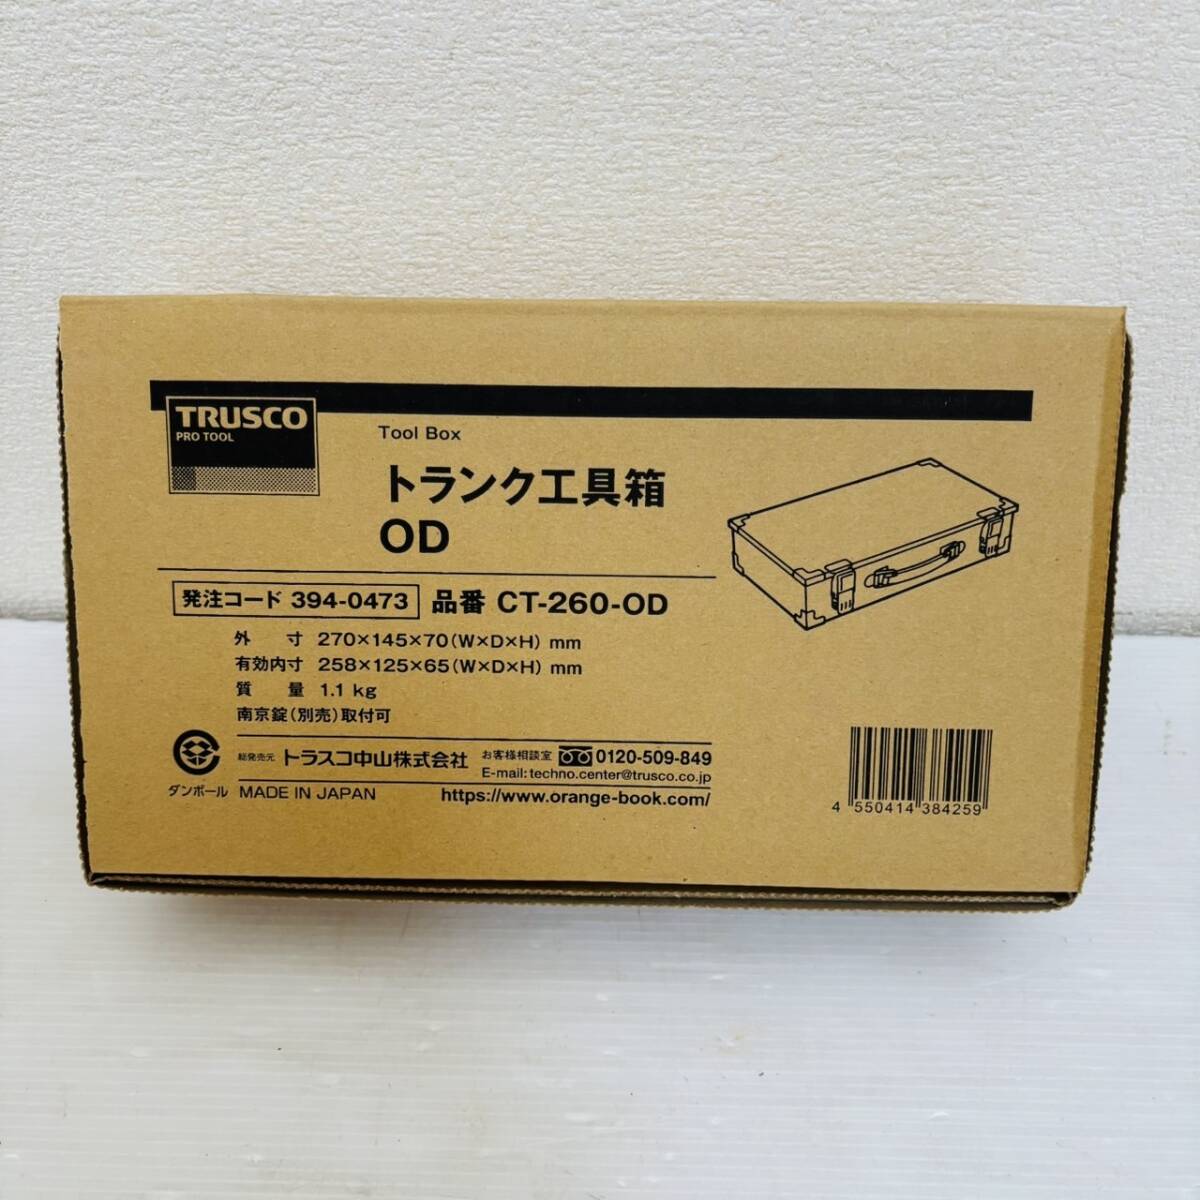 TRUSCO
PRO TOOL
Tool Box
トランク工具箱
OD
発注コード 394-0473 品番 CT-260-OD
外 寸 270×145×70(W×D×H) mm
有効内寸 258×125×65(W×D×H) mm
質 量 1.1 kg
南京錠(別売)取付可
総発売元 トラスコ中山株式会社 お客様相談室 0120-509-849
E-mail:techno.center@trusco.co.jp
ダンボール MADE IN JAPAN https://www.orange-book.com/
4 550414 384259